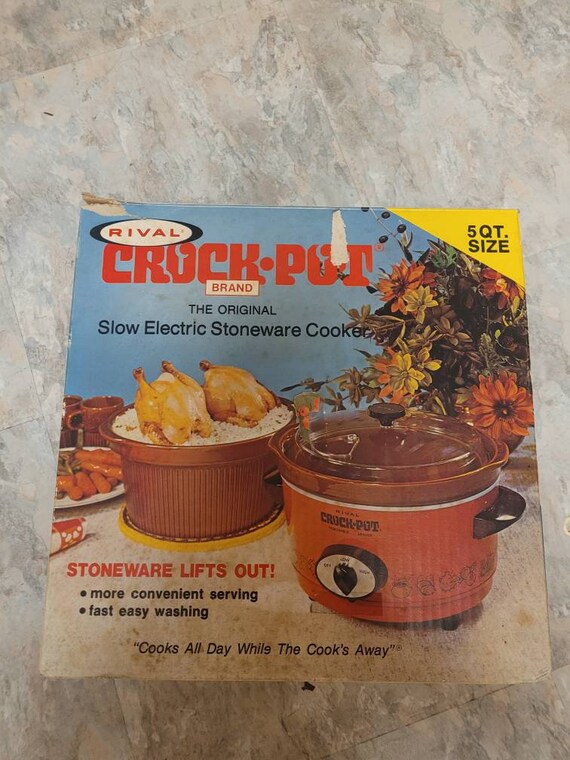 RIVAL®
5 QT.
SIZE
CROCK•POT®
BRAND
THE ORIGINAL
Slow Electric Stoneware Cooker
RIVAL
CROCK•POT
STONEWARE LIFTS OUT!
• more convenient serving
• fast easy washing
"Cooks All Day While The Cook's Away"®